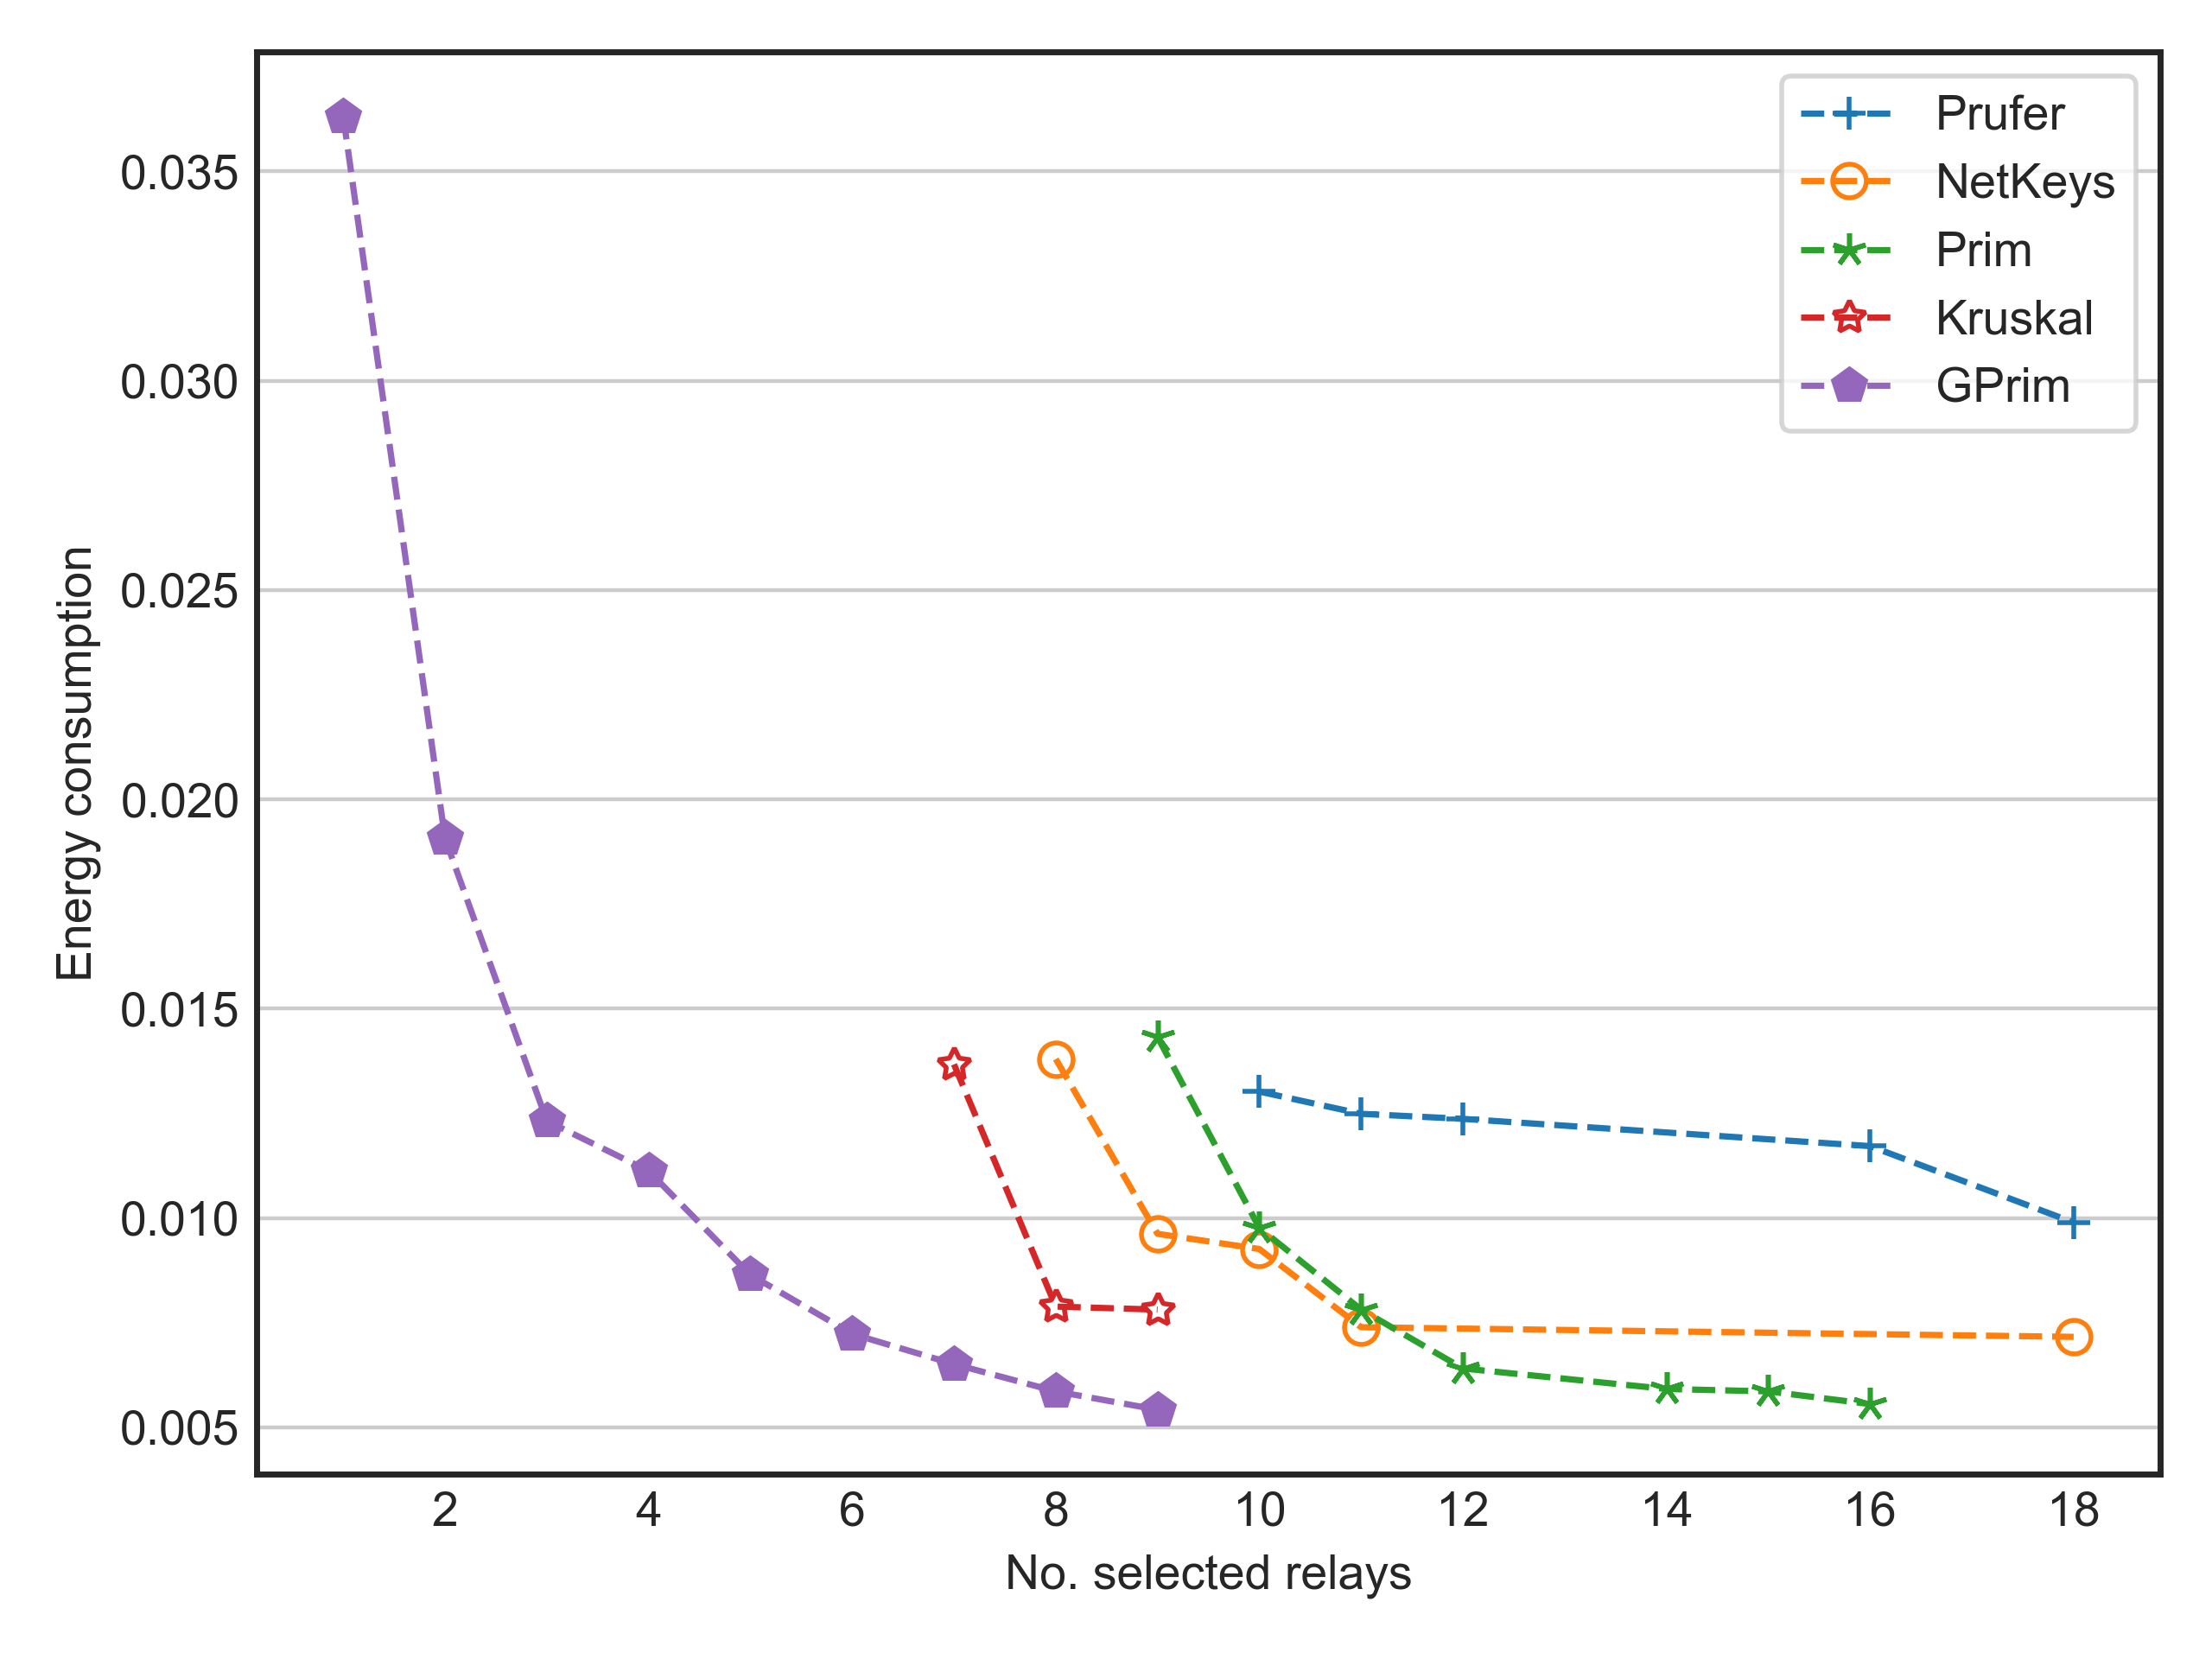 Prufer
NetKeys
Prim
Kruskal
GPrim
0.035
0.030
0.025
0.020
0.015
0.010
0.005
Energy consumption
2 4 6 8 10 12 14 16 18
No. selected relays